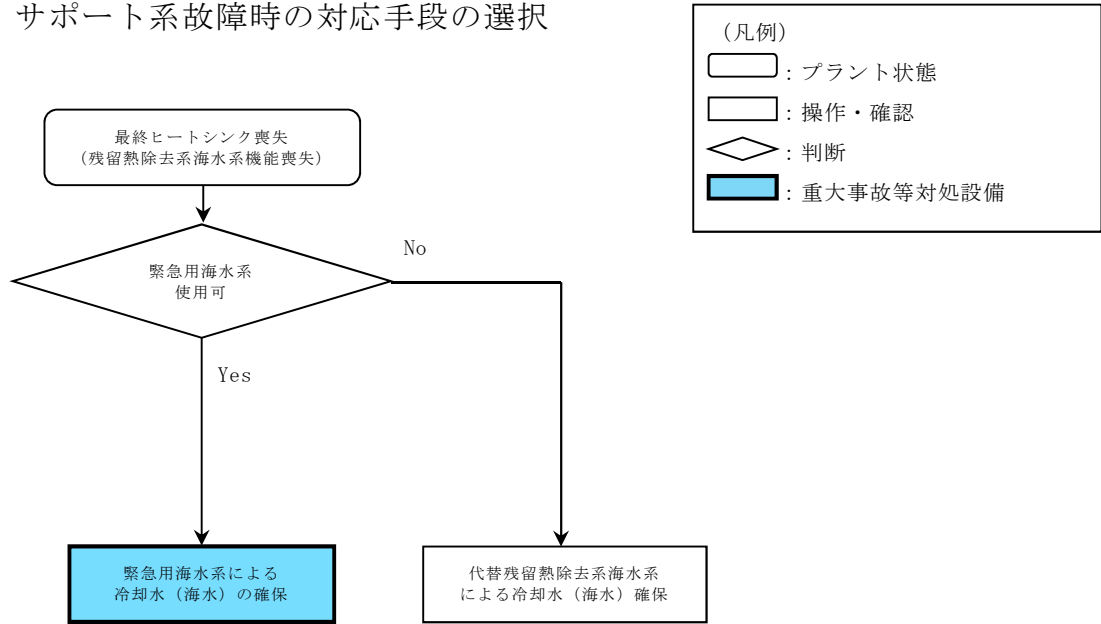 サポート系故障時の対応手段の選択
(凡例)
：プラント状態
：操作・確認
：判断
：重大事故等対処設備
最終ヒートシンク喪失
(残留熱除去系海水系機能喪失)
緊急用海水系
使用可
No
Yes
緊急用海水系による
冷却水（海水）の確保
代替残留熱除去系海水系
による冷却水（海水）確保